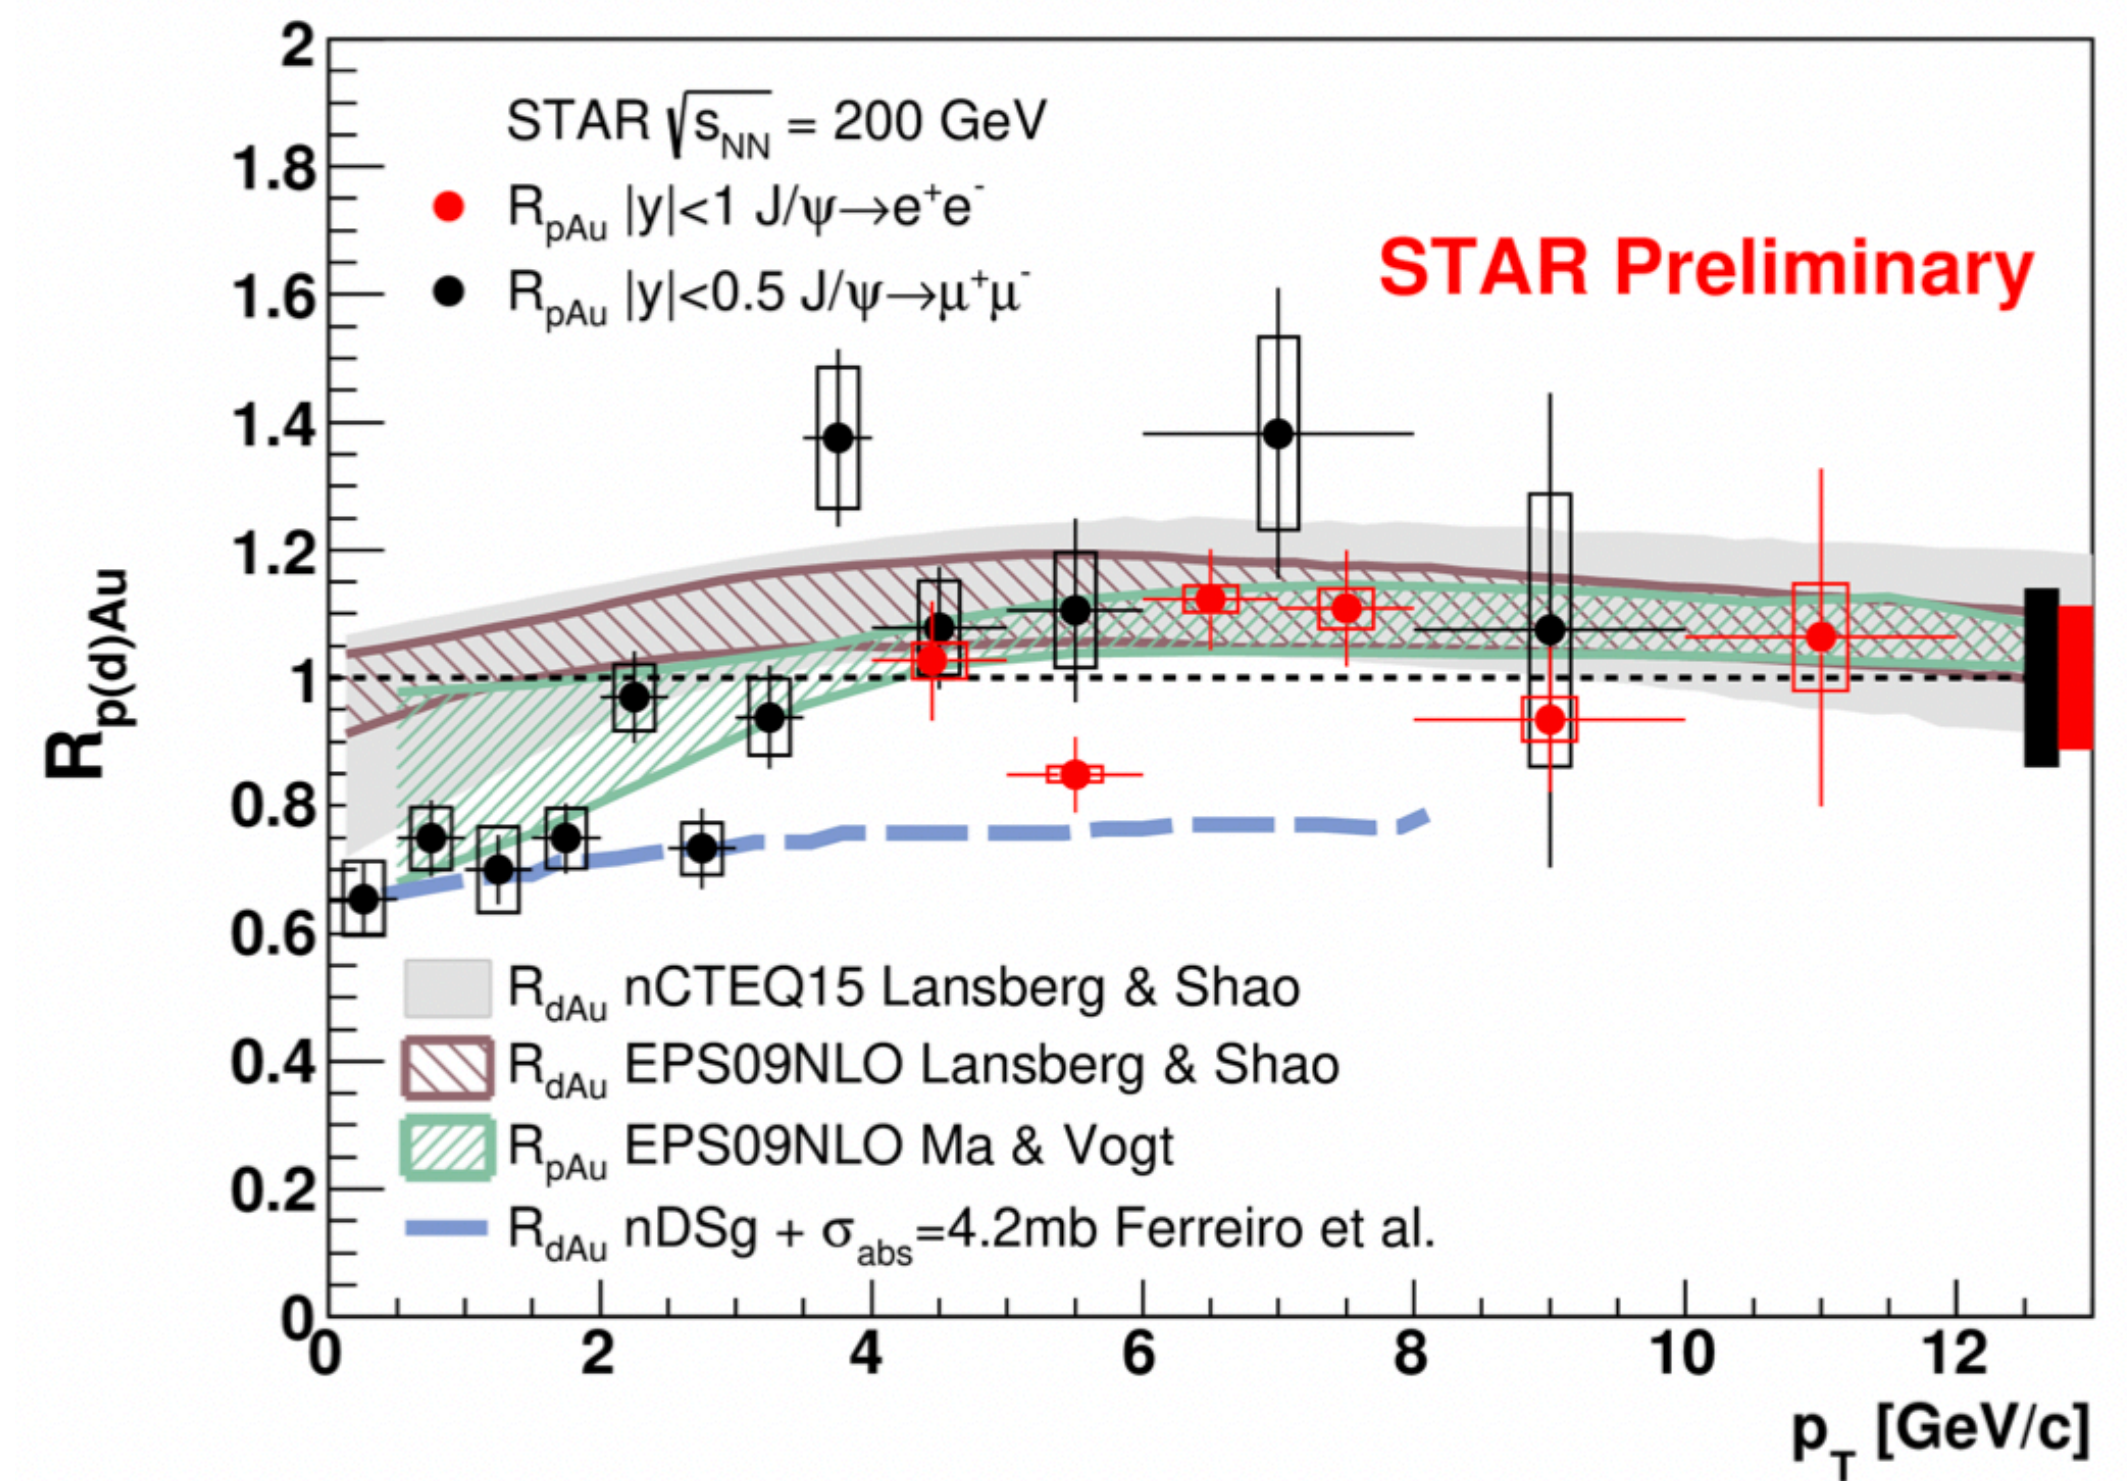 STAR √s_NN = 200 GeV
R_pAu |y|<1 J/ψ→e⁺e⁻
R_pAu |y|<0.5 J/ψ→μ⁺μ⁻
STAR Preliminary
R_dAu nCTEQ15 Lansberg & Shao
R_dAu EPS09NLO Lansberg & Shao
R_pAu EPS09NLO Ma & Vogt
R_dAu nDSg + σ_abs=4.2mb Ferreiro et al.
R_p(d)Au
2
1.8
1.6
1.4
1.2
1
0.8
0.6
0.4
0.2
0
0 2 4 6 8 10 12
p_T [GeV/c]